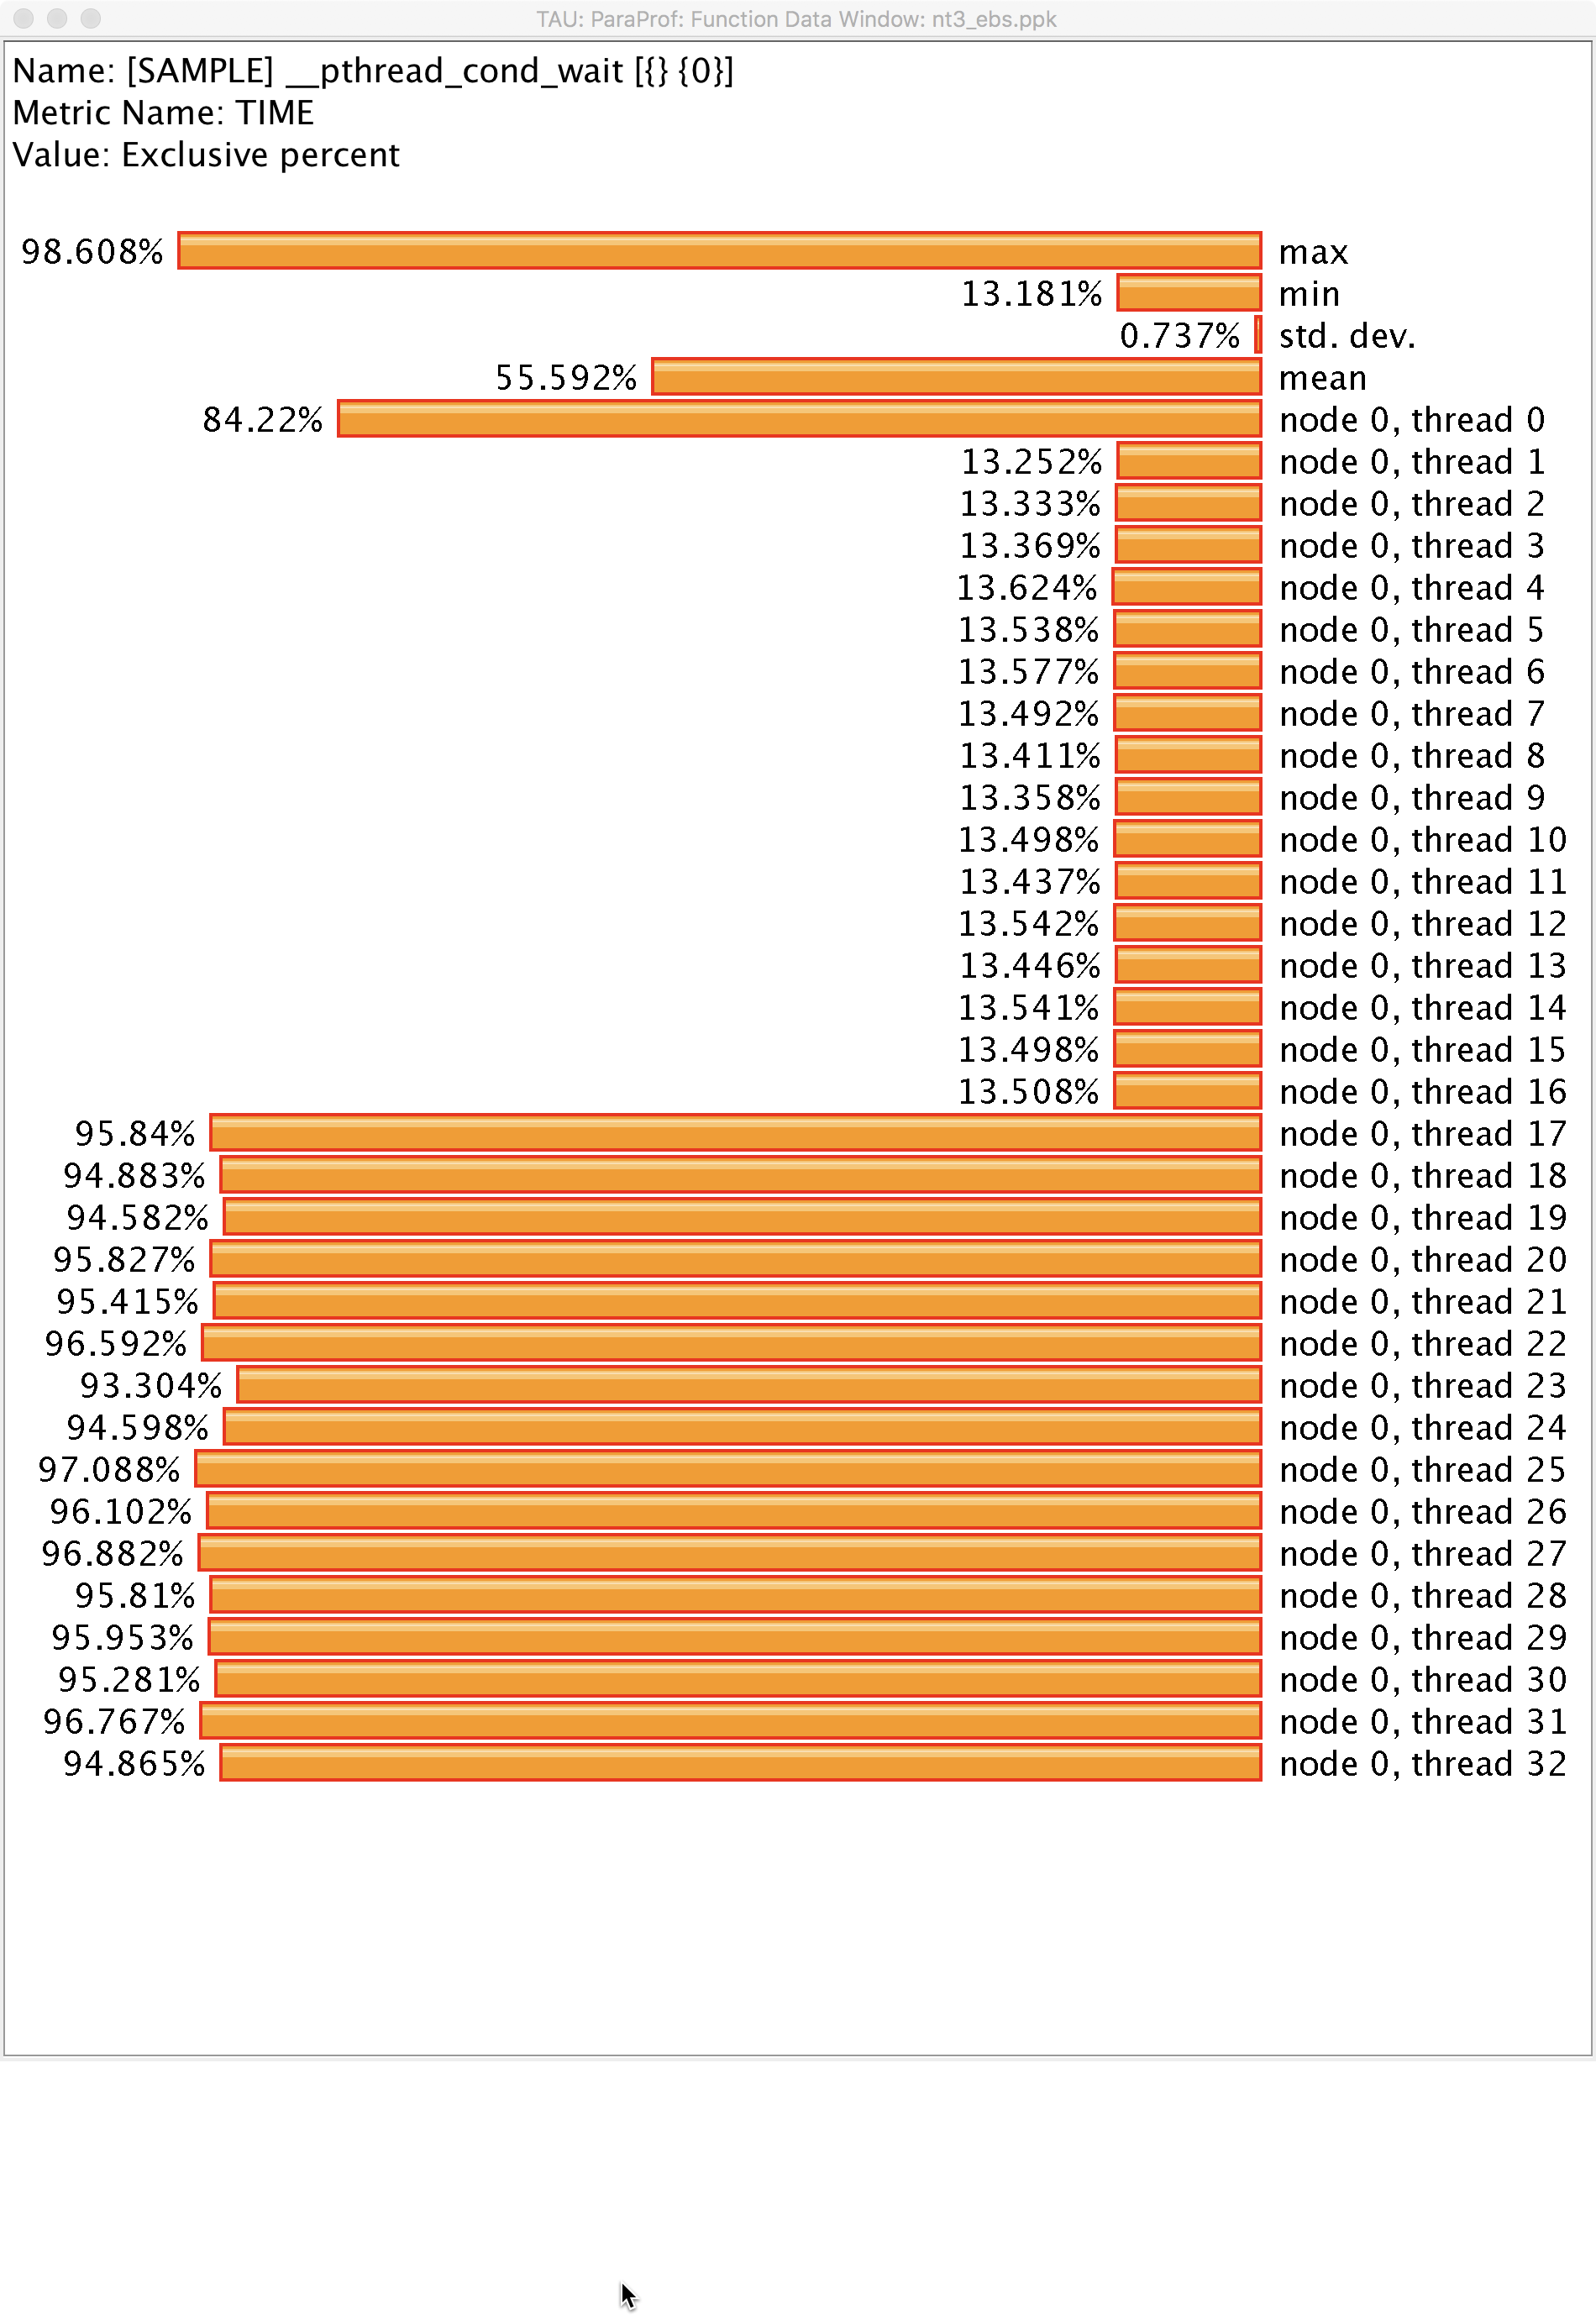 TAU: ParaProf: Function Data Window: nt3_ebs.ppk
Name: [SAMPLE] __pthread_cond_wait [{} {0}]
Metric Name: TIME
Value: Exclusive percent
98.608% max
13.181% min
0.737% std. dev.
55.592% mean
84.22% node 0, thread 0
13.252% node 0, thread 1
13.333% node 0, thread 2
13.369% node 0, thread 3
13.624% node 0, thread 4
13.538% node 0, thread 5
13.577% node 0, thread 6
13.492% node 0, thread 7
13.411% node 0, thread 8
13.358% node 0, thread 9
13.498% node 0, thread 10
13.437% node 0, thread 11
13.542% node 0, thread 12
13.446% node 0, thread 13
13.541% node 0, thread 14
13.498% node 0, thread 15
13.508% node 0, thread 16
95.84% node 0, thread 17
94.883% node 0, thread 18
94.582% node 0, thread 19
95.827% node 0, thread 20
95.415% node 0, thread 21
96.592% node 0, thread 22
93.304% node 0, thread 23
94.598% node 0, thread 24
97.088% node 0, thread 25
96.102% node 0, thread 26
96.882% node 0, thread 27
95.81% node 0, thread 28
95.953% node 0, thread 29
95.281% node 0, thread 30
96.767% node 0, thread 31
94.865% node 0, thread 32